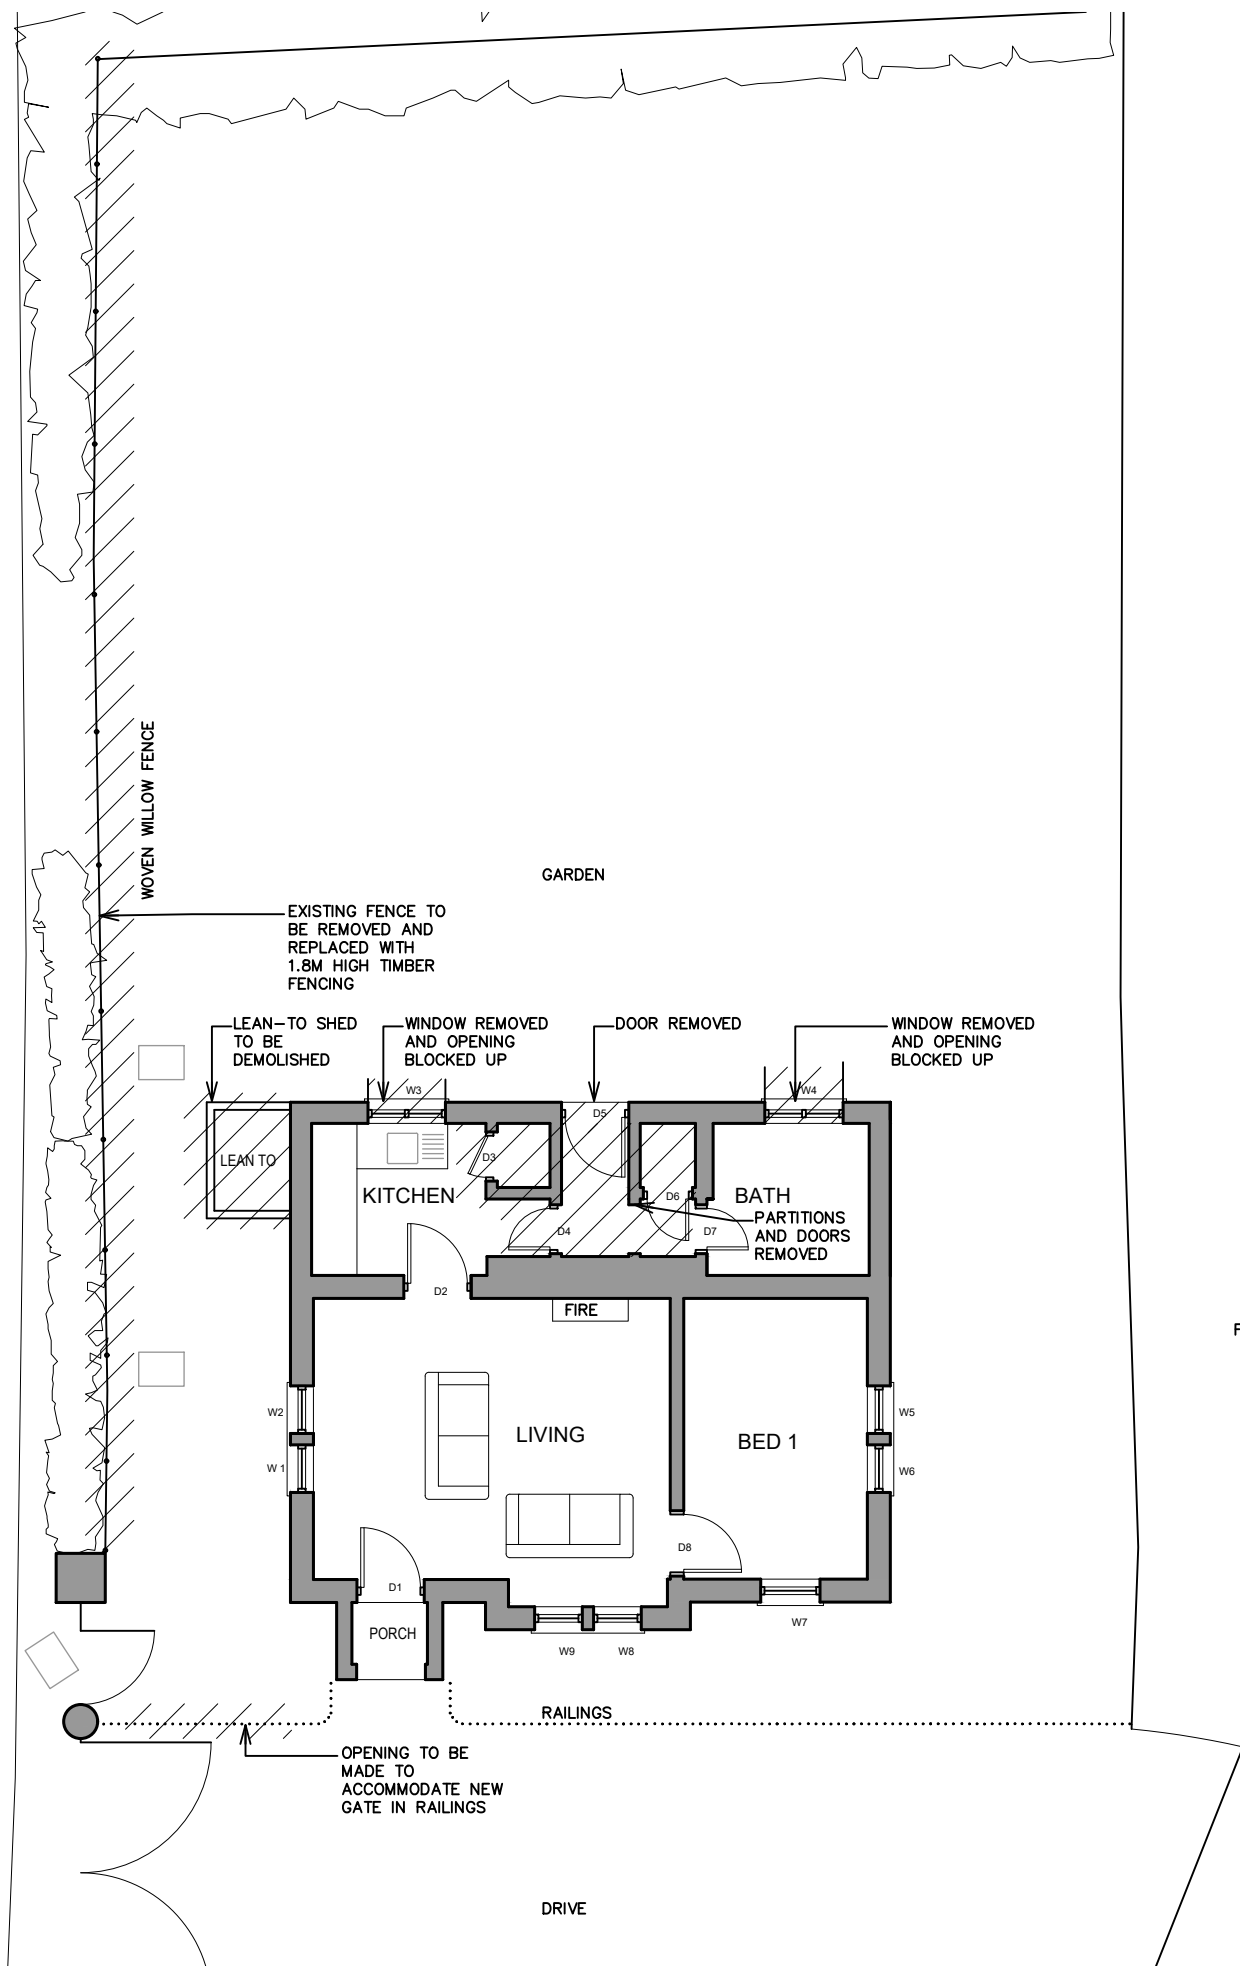 WOVEN WILLOW FENCE
GARDEN
EXISTING FENCE TO
BE REMOVED AND
REPLACED WITH
1.8M HIGH TIMBER
FENCING
LEAN-TO SHED
TO BE
DEMOLISHED
WINDOW REMOVED
AND OPENING
BLOCKED UP
DOOR REMOVED
WINDOW REMOVED
AND OPENING
BLOCKED UP
W3
W4
D5
LEAN TO
D3
KITCHEN
D6
BATH
PARTITIONS
AND DOORS
REMOVED
D4
D7
D2
FIRE
W2
LIVING
BED 1
W5
W 1
W6
D8
D1
PORCH
W9
W8
W7
RAILINGS
OPENING TO BE
MADE TO
ACCOMMODATE NEW
GATE IN RAILINGS
DRIVE